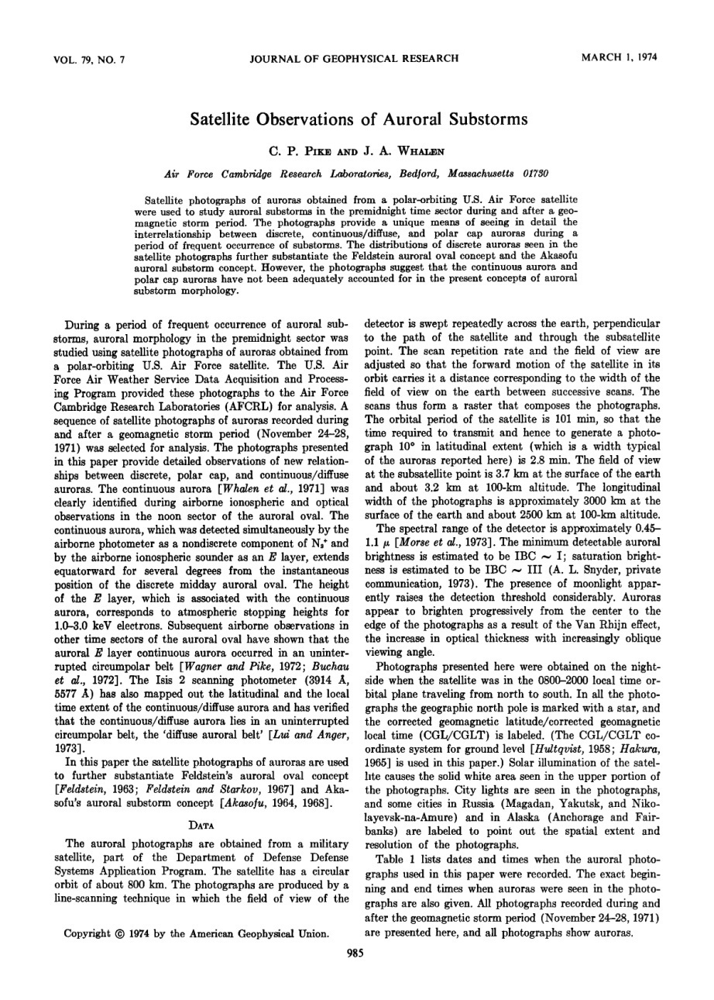 VOL. 79, NO. 7
JOURNAL OF GEOPHYSICAL RESEARCH
MARCH 1, 1974
Satellite Observations of Auroral Substorms
C. P. PIKE AND J. A. WHALEN
Air Force Cambridge Research Laboratories, Bedford, Massachusetts 01730
Satellite photographs of auroras obtained from a polar-orbiting U.S. Air Force satellite
were used to study auroral substorms in the premidnight time sector during and after a geo-
magnetic storm period. The photographs provide a unique means of seeing in detail the
interrelationship between discrete, continuous/diffuse, and polar cap auroras during a
period of frequent occurrence of substorms. The distributions of discrete auroras seen in the
satellite photographs further substantiate the Feldstein auroral oval concept and the Akasofu
auroral substorm concept. However, the photographs suggest that the continuous aurora and
polar cap auroras have not been adequately accounted for in the present concepts of auroral
substorm morphology.
During a period of frequent occurrence of auroral sub-
storms, auroral morphology in the premidnight sector was
studied using satellite photographs of auroras obtained from
a polar-orbiting U.S. Air Force satellite. The U.S. Air
Force Air Weather Service Data Acquisition and Process-
ing Program provided these photographs to the Air Force
Cambridge Research Laboratories (AFCRL) for analysis. A
sequence of satellite photographs of auroras recorded during
and after a geomagnetic storm period (November 24–28,
1971) was selected for analysis. The photographs presented
in this paper provide detailed observations of new relation-
ships between discrete, polar cap, and continuous/diffuse
auroras. The continuous aurora [Whalen et al., 1971] was
clearly identified during airborne ionospheric and optical
observations in the noon sector of the auroral oval. The
continuous aurora, which was detected simultaneously by the
airborne photometer as a nondiscrete component of N₂⁺ and
by the airborne ionospheric sounder as an E layer, extends
equatorward for several degrees from the instantaneous
position of the discrete midday auroral oval. The height
of the E layer, which is associated with the continuous
aurora, corresponds to atmospheric stopping heights for
1.0–3.0 keV electrons. Subsequent airborne observations in
other time sectors of the auroral oval have shown that the
auroral E layer continuous aurora occurred in an uninter-
rupted circumpolar belt [Wagner and Pike, 1972; Buchau
et al., 1972]. The Isis 2 scanning photometer (3914 Å,
5577 Å) has also mapped out the latitudinal and the local
time extent of the continuous/diffuse aurora and has verified
that the continuous/diffuse aurora lies in an uninterrupted
circumpolar belt, the 'diffuse auroral belt' [Lui and Anger,
1973].
In this paper the satellite photographs of auroras are used
to further substantiate Feldstein's auroral oval concept
[Feldstein, 1963; Feldstein and Starkov, 1967] and Aka-
sofu's auroral substorm concept [Akasofu, 1964, 1968].
DATA
The auroral photographs are obtained from a military
satellite, part of the Department of Defense Defense
Systems Application Program. The satellite has a circular
orbit of about 800 km. The photographs are produced by a
line-scanning technique in which the field of view of the
Copyright © 1974 by the American Geophysical Union.
detector is swept repeatedly across the earth, perpendicular
to the path of the satellite and through the subsatellite
point. The scan repetition rate and the field of view are
adjusted so that the forward motion of the satellite in its
orbit carries it a distance corresponding to the width of the
field of view on the earth between successive scans. The
scans thus form a raster that composes the photographs.
The orbital period of the satellite is 101 min, so that the
time required to transmit and hence to generate a photo-
graph 10° in latitudinal extent (which is a width typical
of the auroras reported here) is 2.8 min. The field of view
at the subsatellite point is 3.7 km at the surface of the earth
and about 3.2 km at 100-km altitude. The longitudinal
width of the photographs is approximately 3000 km at the
surface of the earth and about 2500 km at 100-km altitude.
The spectral range of the detector is approximately 0.45–
1.1 μ [Morse et al., 1973]. The minimum detectable auroral
brightness is estimated to be IBC ~ I; saturation bright-
ness is estimated to be IBC ~ III (A. L. Snyder, private
communication, 1973). The presence of moonlight appar-
ently raises the detection threshold considerably. Auroras
appear to brighten progressively from the center to the
edge of the photographs as a result of the Van Rhijn effect,
the increase in optical thickness with increasingly oblique
viewing angle.
Photographs presented here were obtained on the night-
side when the satellite was in the 0800–2000 local time or-
bital plane traveling from north to south. In all the photo-
graphs the geographic north pole is marked with a star, and
the corrected geomagnetic latitude/corrected geomagnetic
local time (CGL/CGLT) is labeled. (The CGL/CGLT co-
ordinate system for ground level [Hultqvist, 1958; Hakura,
1965] is used in this paper.) Solar illumination of the satel-
lite causes the solid white area seen in the upper portion of
the photographs. City lights are seen in the photographs,
and some cities in Russia (Magadan, Yakutsk, and Niko-
layevsk-na-Amure) and in Alaska (Anchorage and Fair-
banks) are labeled to point out the spatial extent and
resolution of the photographs.
Table 1 lists dates and times when the auroral photo-
graphs used in this paper were recorded. The exact begin-
ning and end times when auroras were seen in the photo-
graphs are also given. All photographs recorded during and
after the geomagnetic storm period (November 24–28, 1971)
are presented here, and all photographs show auroras.
985